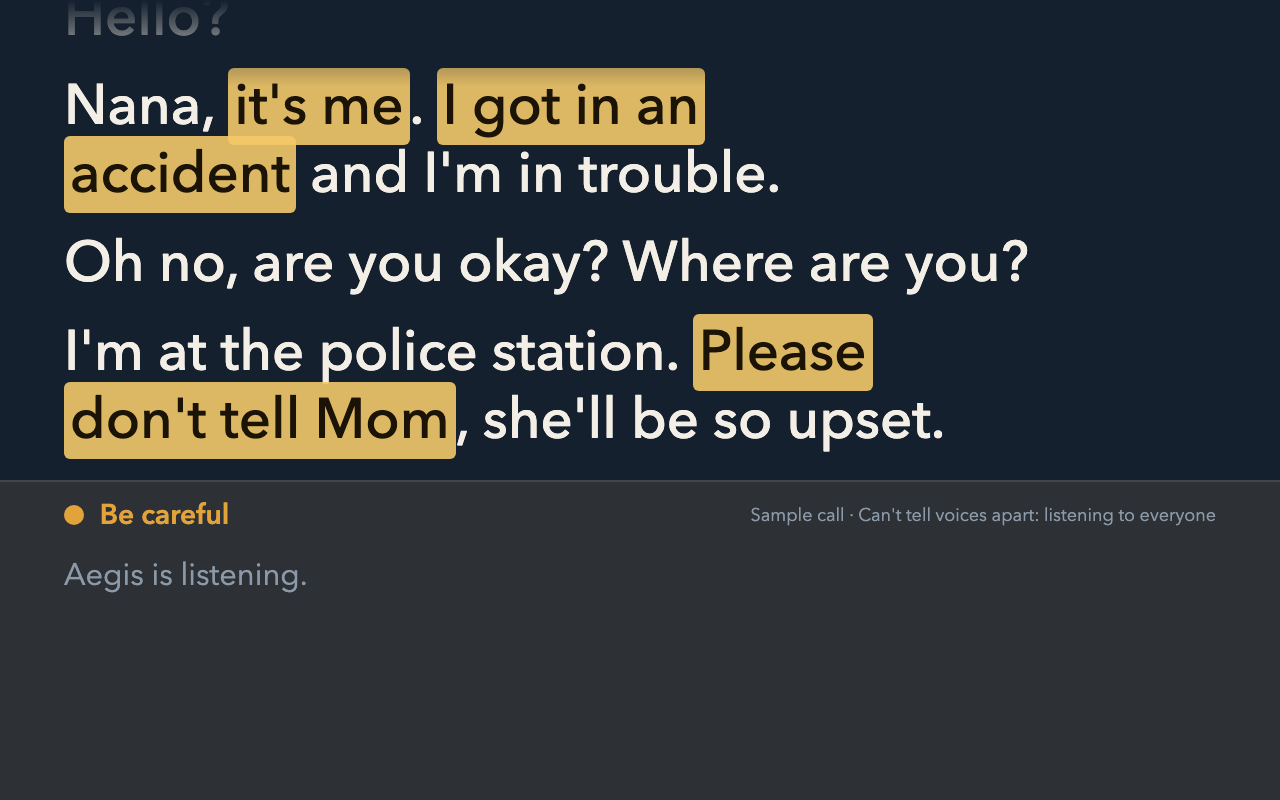 Hello?
Nana, it's me. I got in an
accident and I'm in trouble.
Oh no, are you okay? Where are you?
I'm at the police station. Please
don't tell Mom, she'll be so upset.
Be careful
Sample call · Can't tell voices apart: listening to everyone
Aegis is listening.